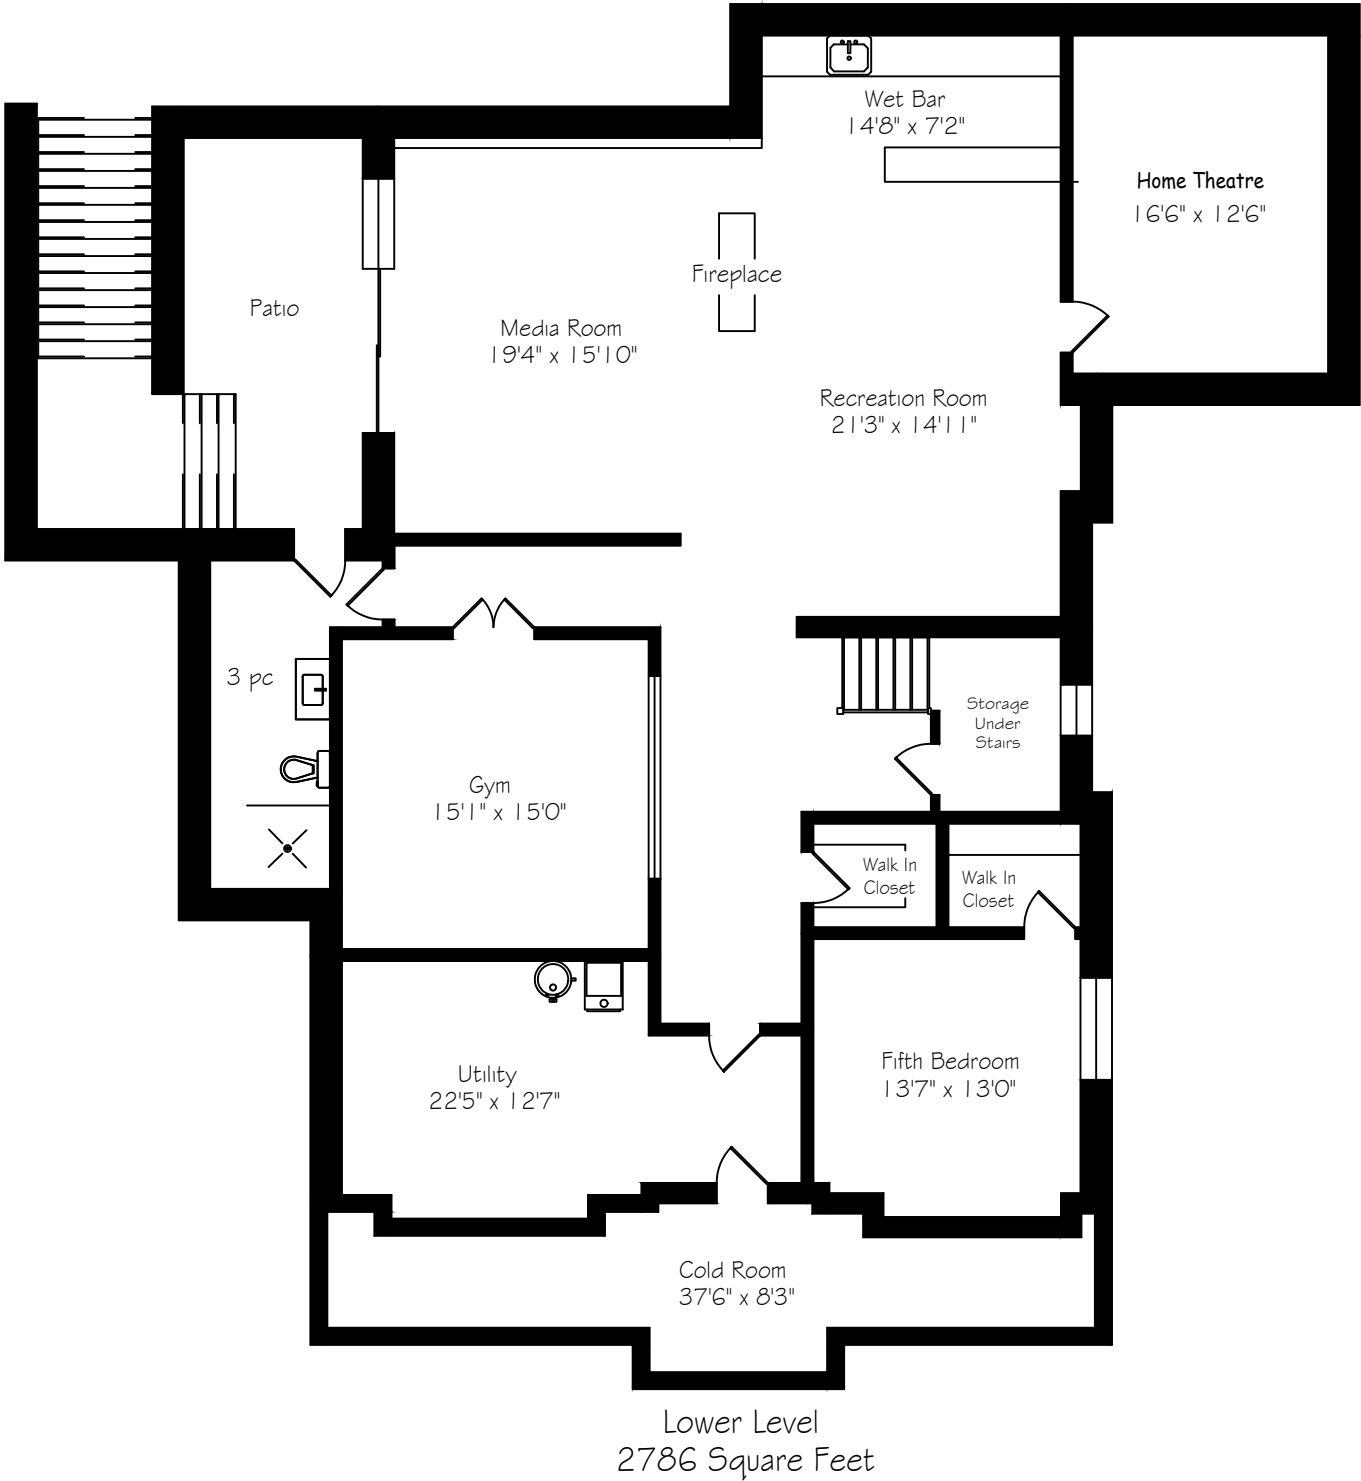 Wet Bar
14'8" x 7'2"
Home Theatre
16'6" x 12'6"
Fireplace
Patio
Media Room
19'4" x 15'10"
Recreation Room
21'3" x 14'11"
3 pc
Storage
Under
Stairs
Gym
15'1" x 15'0"
Walk In
Closet
Walk In
Closet
Utility
22'5" x 12'7"
Fifth Bedroom
13'7" x 13'0"
Cold Room
37'6" x 8'3"
Lower Level
2786 Square Feet